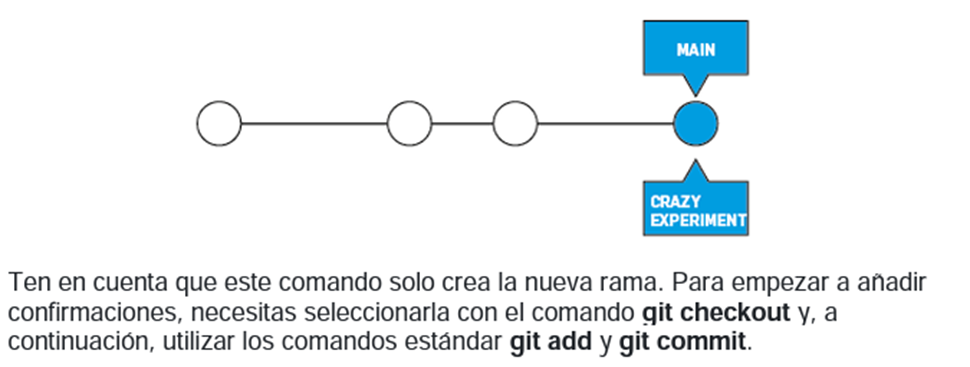 MAIN
CRAZY
EXPERIMENT
Ten en cuenta que este comando solo crea la nueva rama. Para empezar a añadir
confirmaciones, necesitas seleccionarla con el comando git checkout y, a
continuación, utilizar los comandos estándar git add y git commit.